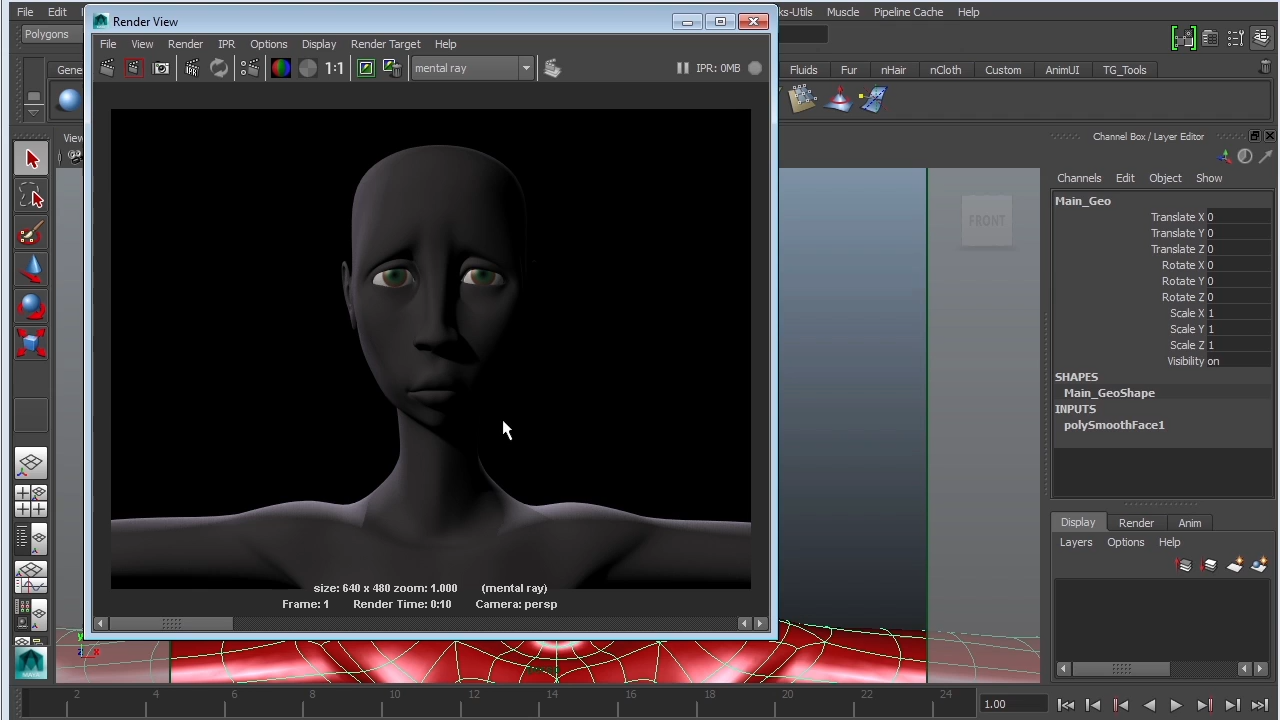 File Edit
ks-Utils Muscle Pipeline Cache Help
Render View
Polygons
File View Render IPR Options Display Render Target Help
1:1 mental ray IPR: 0MB
Gene
Fluids Fur nHair nCloth Custom AnimUI TG_Tools
View
FRONT
size: 640 x 480 zoom: 1.000 (mental ray)
Frame: 1 Render Time: 0:10 Camera: persp
Channel Box / Layer Editor
Channels Edit Object Show
Main_Geo
Translate X 0
Translate Y 0
Translate Z 0
Rotate X 0
Rotate Y 0
Rotate Z 0
Scale X 1
Scale Y 1
Scale Z 1
Visibility on
SHAPES
Main_GeoShape
INPUTS
polySmoothFace1
Display Render Anim
Layers Options Help
y
z x
MAYA
2 4 6 8 10 12 14 16 18 20 22 24
1.00